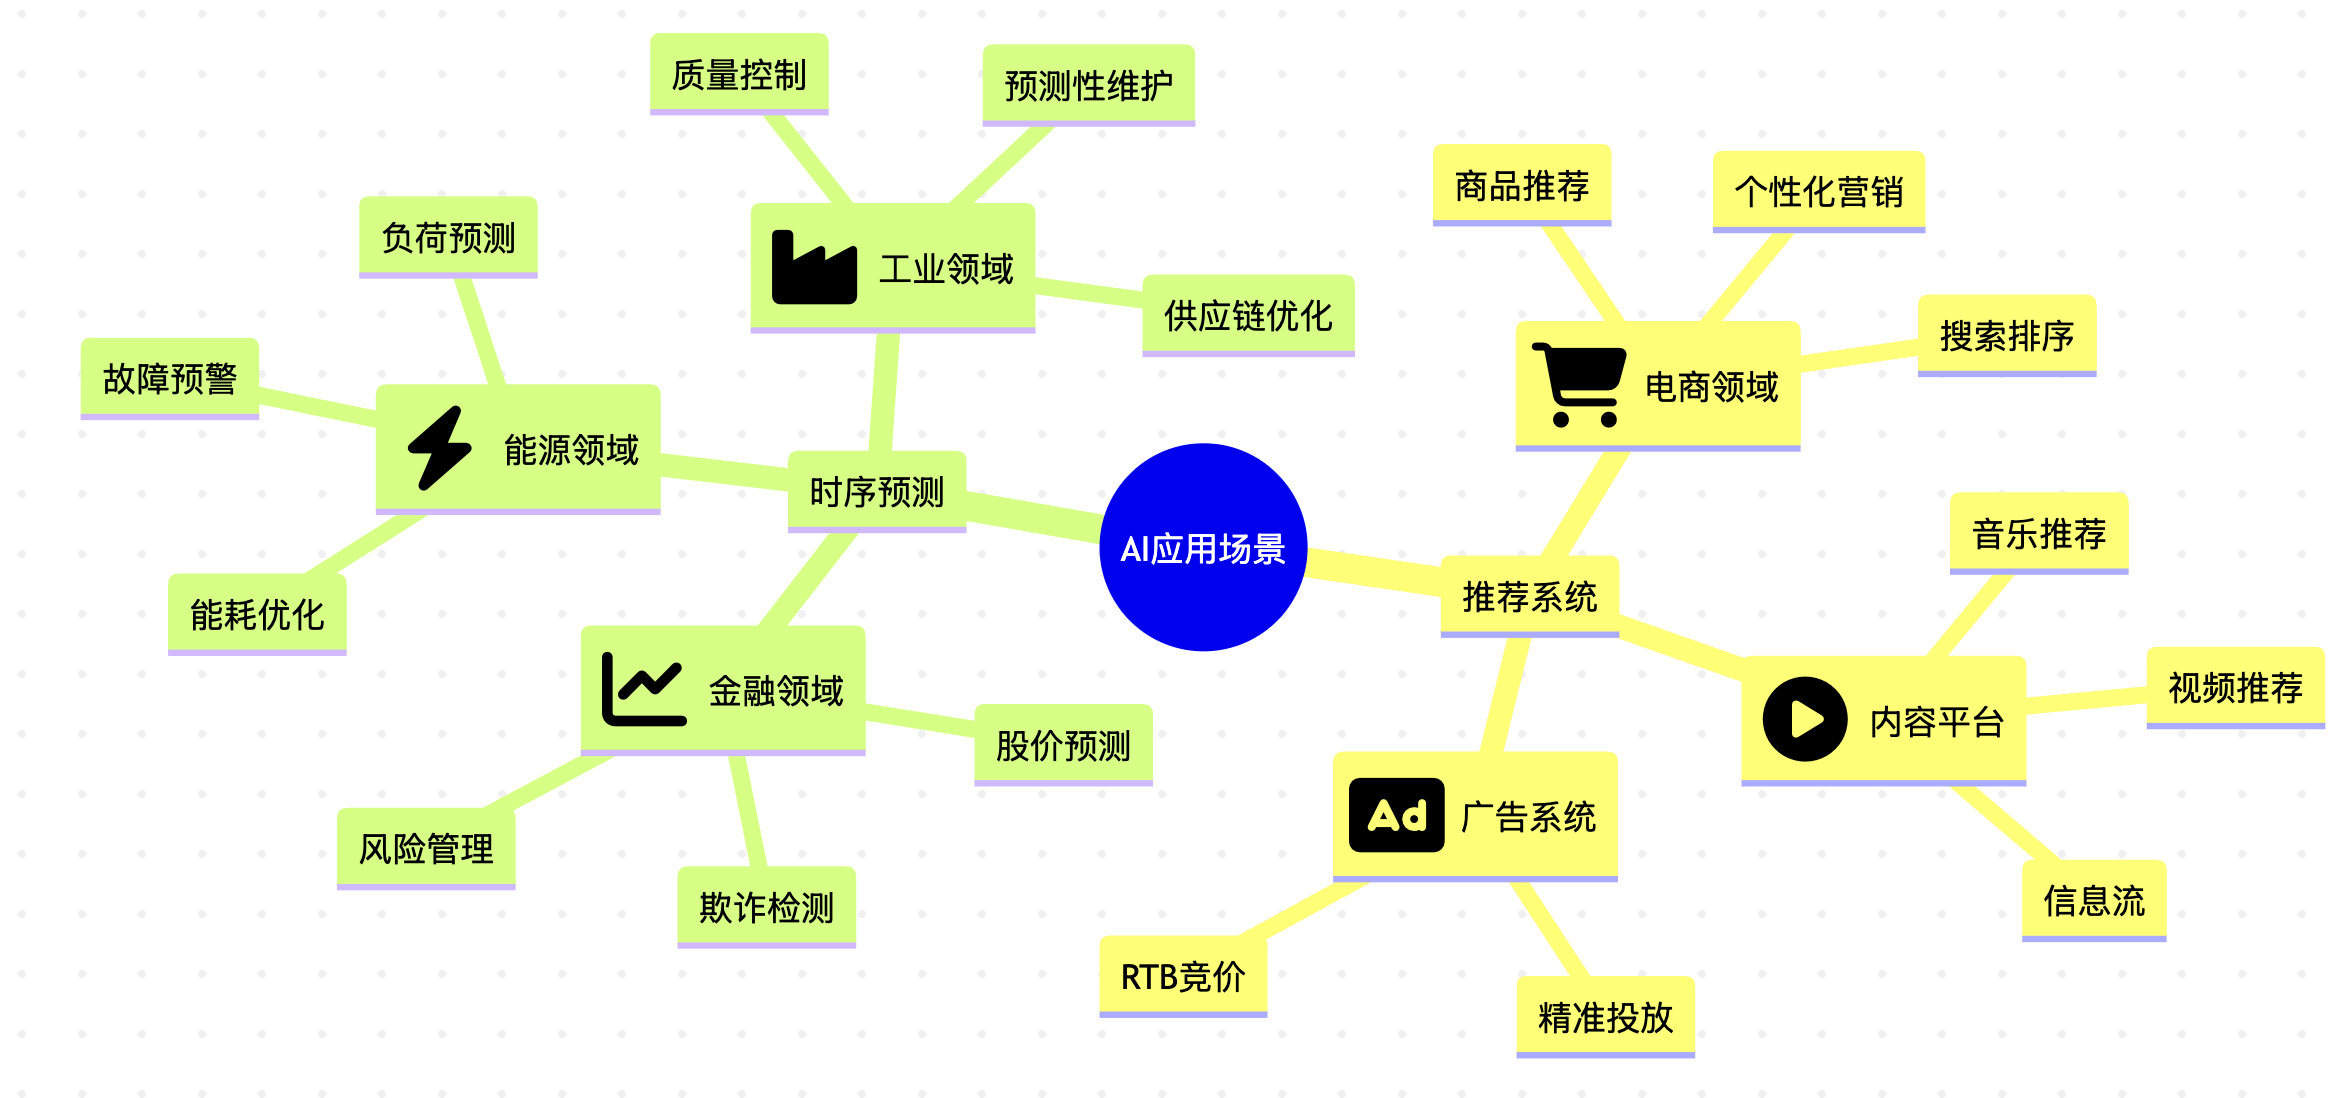 AI应用场景
时序预测
工业领域
质量控制
预测性维护
供应链优化
能源领域
负荷预测
故障预警
能耗优化
金融领域
股价预测
风险管理
欺诈检测
推荐系统
电商领域
商品推荐
个性化营销
搜索排序
内容平台
音乐推荐
视频推荐
信息流
Ad
广告系统
RTB竞价
精准投放